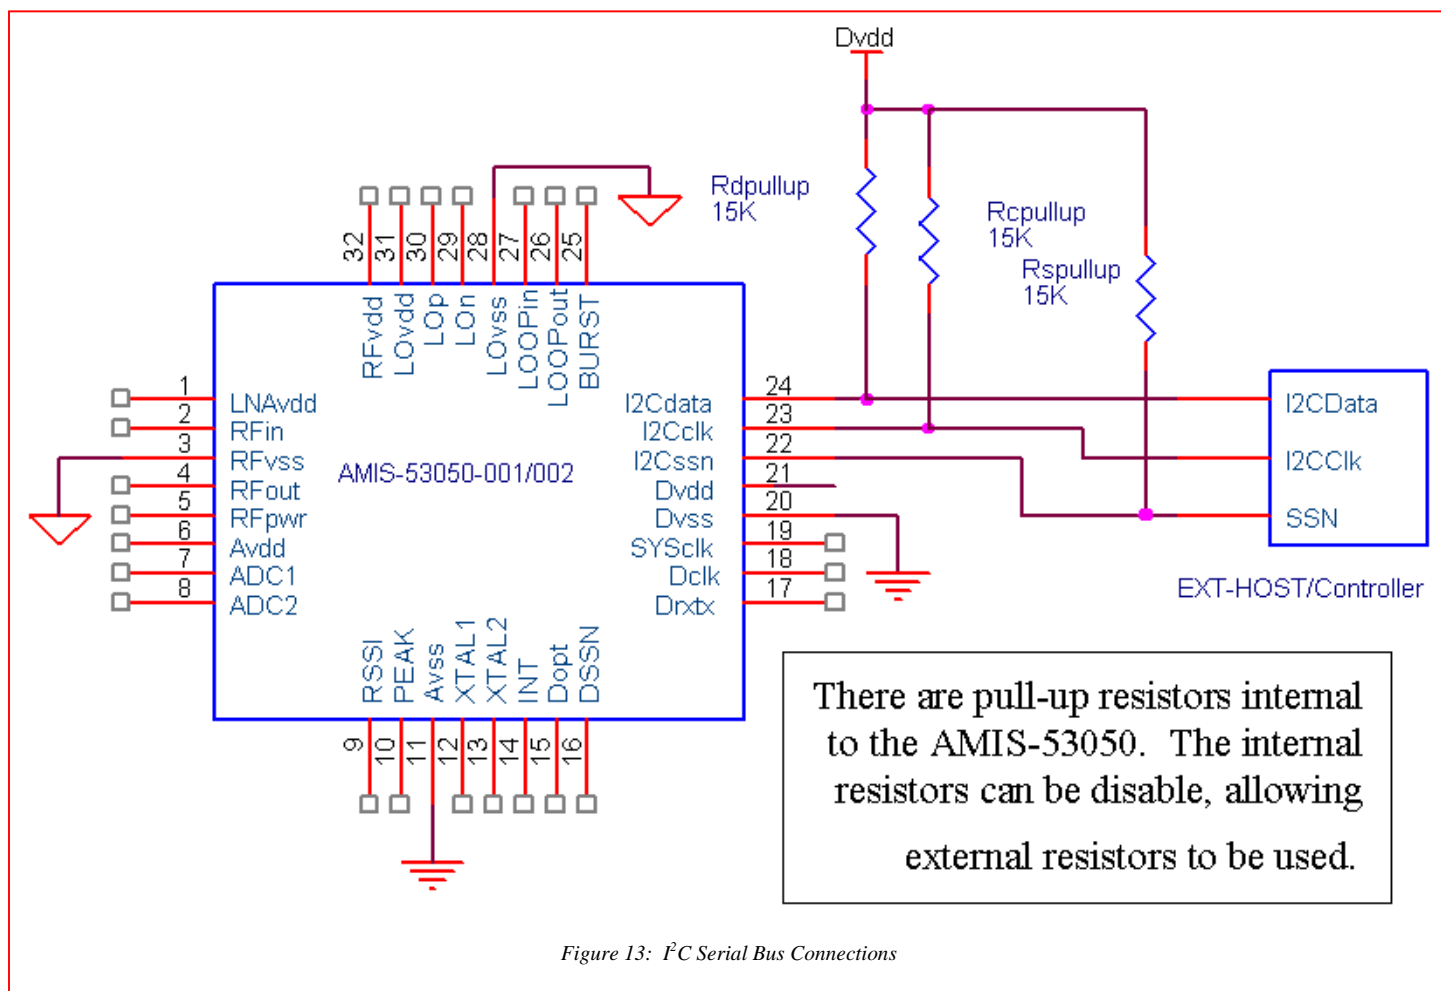 Dvdd
Rdpullup
15K
Rcpullup
15K
Rspullup
15K
32
31
30
29
28
27
26
25
RFvdd
LOvdd
LOp
LOn
LOvss
LOOPin
LOOPout
BURST
1 LNAvdd
2 RFin
3 RFvss
4 RFout
5 RFpwr
6 Avdd
7 ADC1
8 ADC2
AMIS-53050-001/002
I2Cdata 24
I2Cclk 23
I2Cssn 22
Dvdd 21
Dvss 20
SYSclk 19
Dclk 18
Drxtx 17
RSSI
PEAK
Avss
XTAL1
XTAL2
INT
Dopt
DSSN
9
10
11
12
13
14
15
16
I2CData
I2CClk
SSN
EXT-HOST/Controller
There are pull-up resistors internal
to the AMIS-53050. The internal
resistors can be disable, allowing
external resistors to be used.
Figure 13: I²C Serial Bus Connections